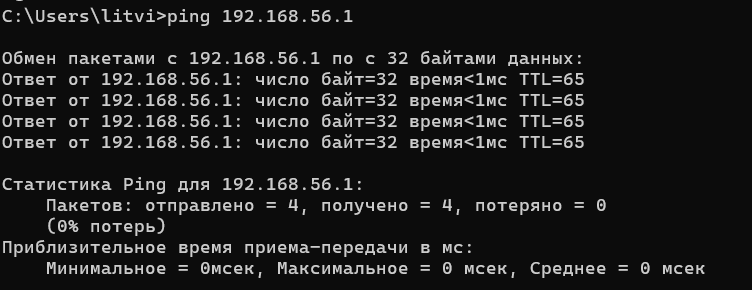 C:\Users\litvi>ping 192.168.56.1
Обмен пакетами с 192.168.56.1 по с 32 байтами данных:
Ответ от 192.168.56.1: число байт=32 время<1мс TTL=65
Ответ от 192.168.56.1: число байт=32 время<1мс TTL=65
Ответ от 192.168.56.1: число байт=32 время<1мс TTL=65
Ответ от 192.168.56.1: число байт=32 время<1мс TTL=65
Статистика Ping для 192.168.56.1:
Пакетов: отправлено = 4, получено = 4, потеряно = 0
(0% потерь)
Приблизительное время приема-передачи в мс:
Минимальное = 0мсек, Максимальное = 0 мсек, Среднее = 0 мсек